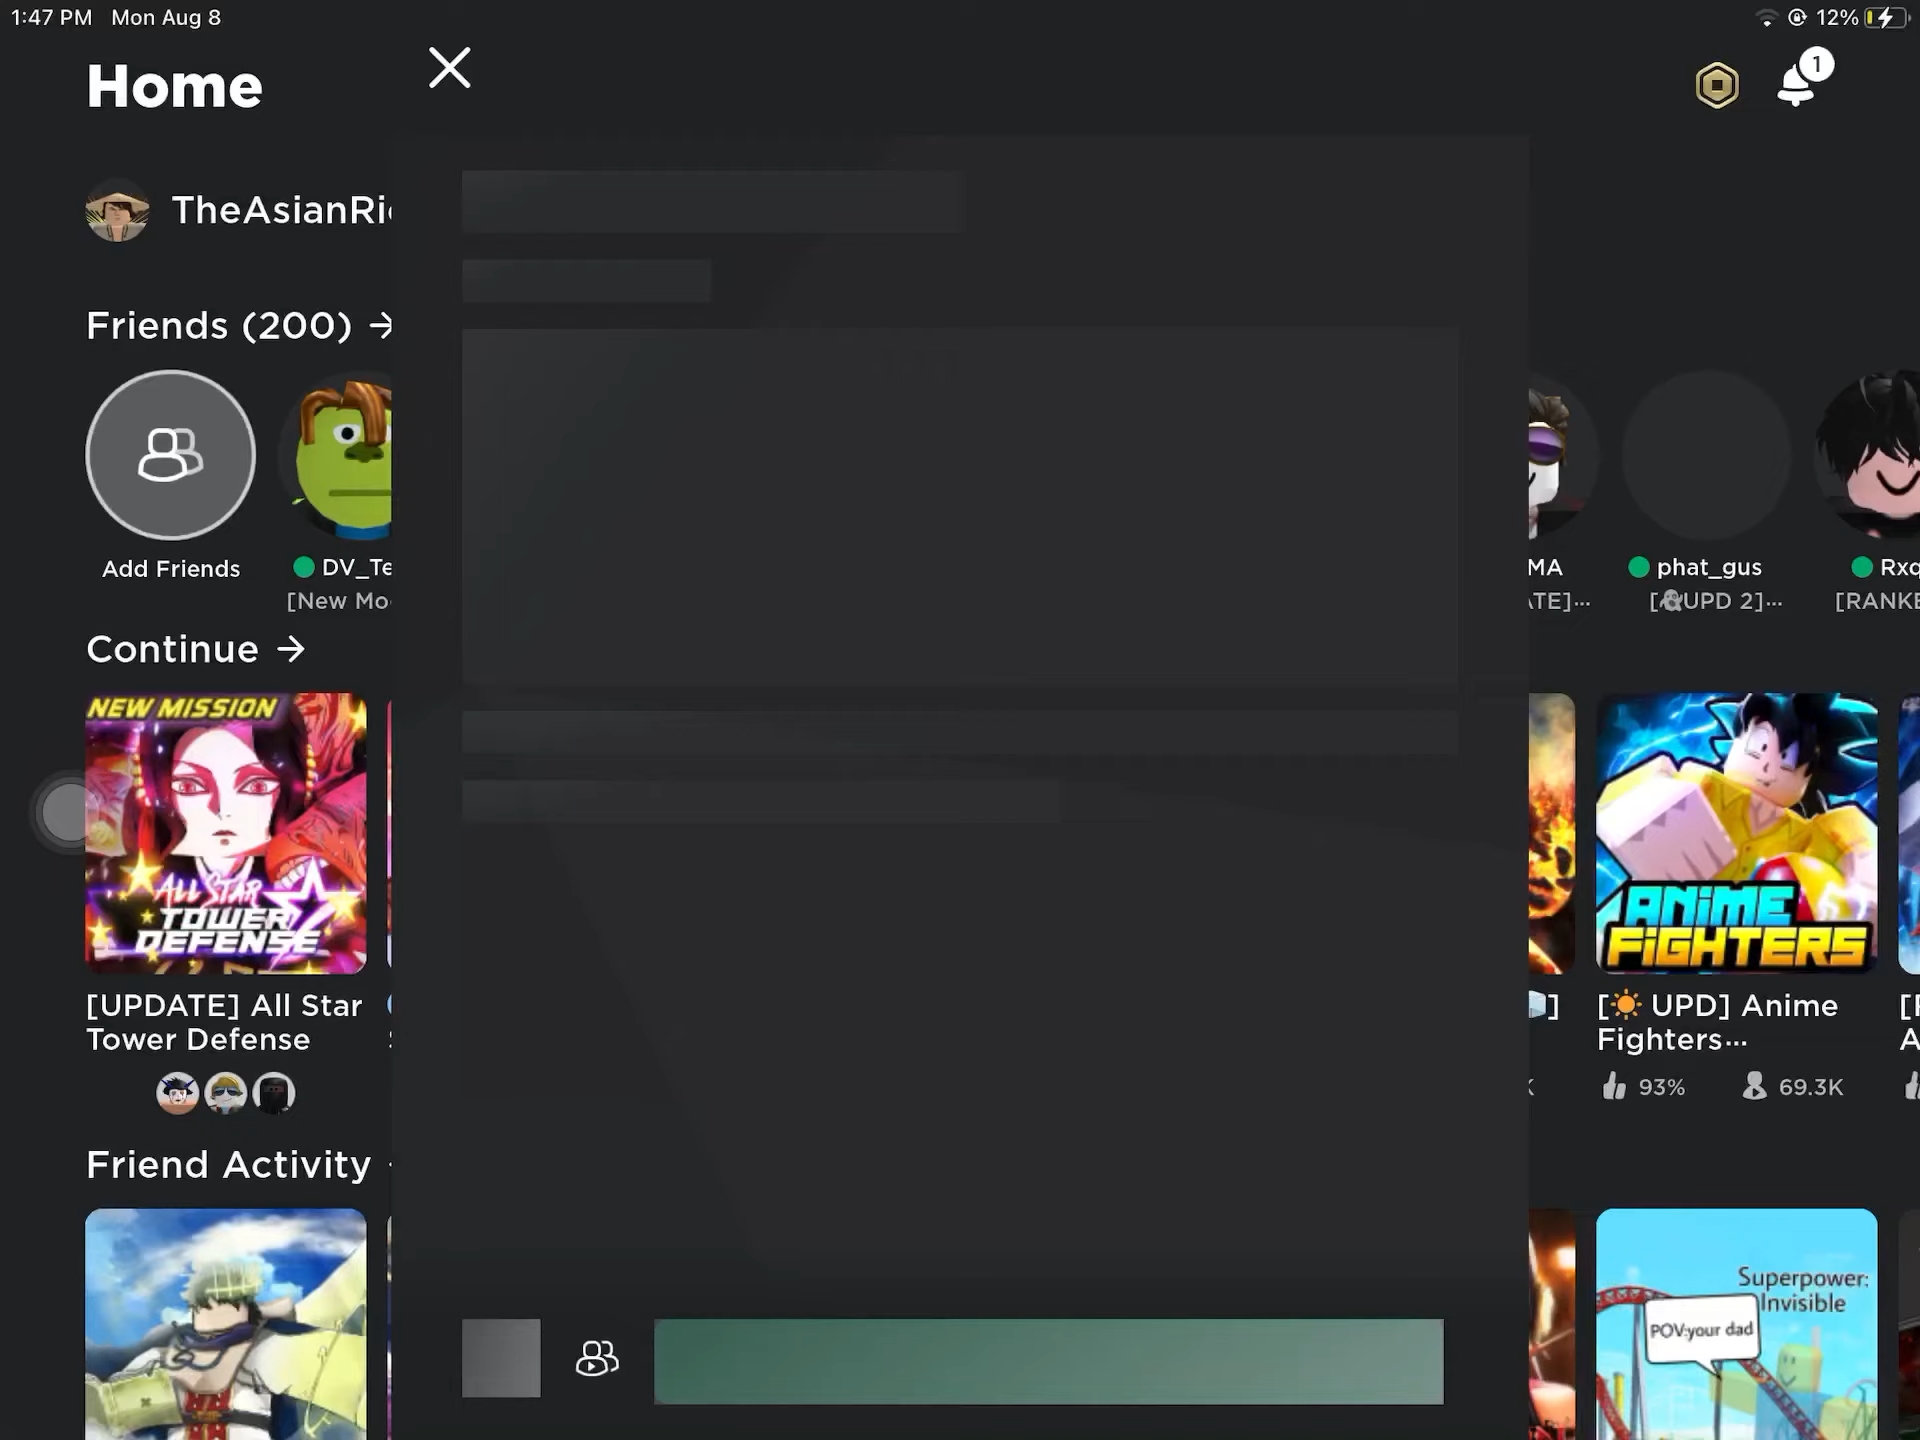 1:47 PM Mon Aug 8
12%
Home
1
TheAsianRi
Friends (200)
Add Friends
DV_Te
[New Mo
MA
TE]...
phat_gus
[👻UPD 2]...
Rxq
[RANKE
Continue
NEW MISSION
ALL STAR
TOWER
DEFENSE
[UPDATE] All Star
Tower Defense
ANIME
FIGHTERS
[☀️ UPD] Anime
Fighters...
93%
69.3K
Friend Activity
Superpower:
Invisible
POV:your dad